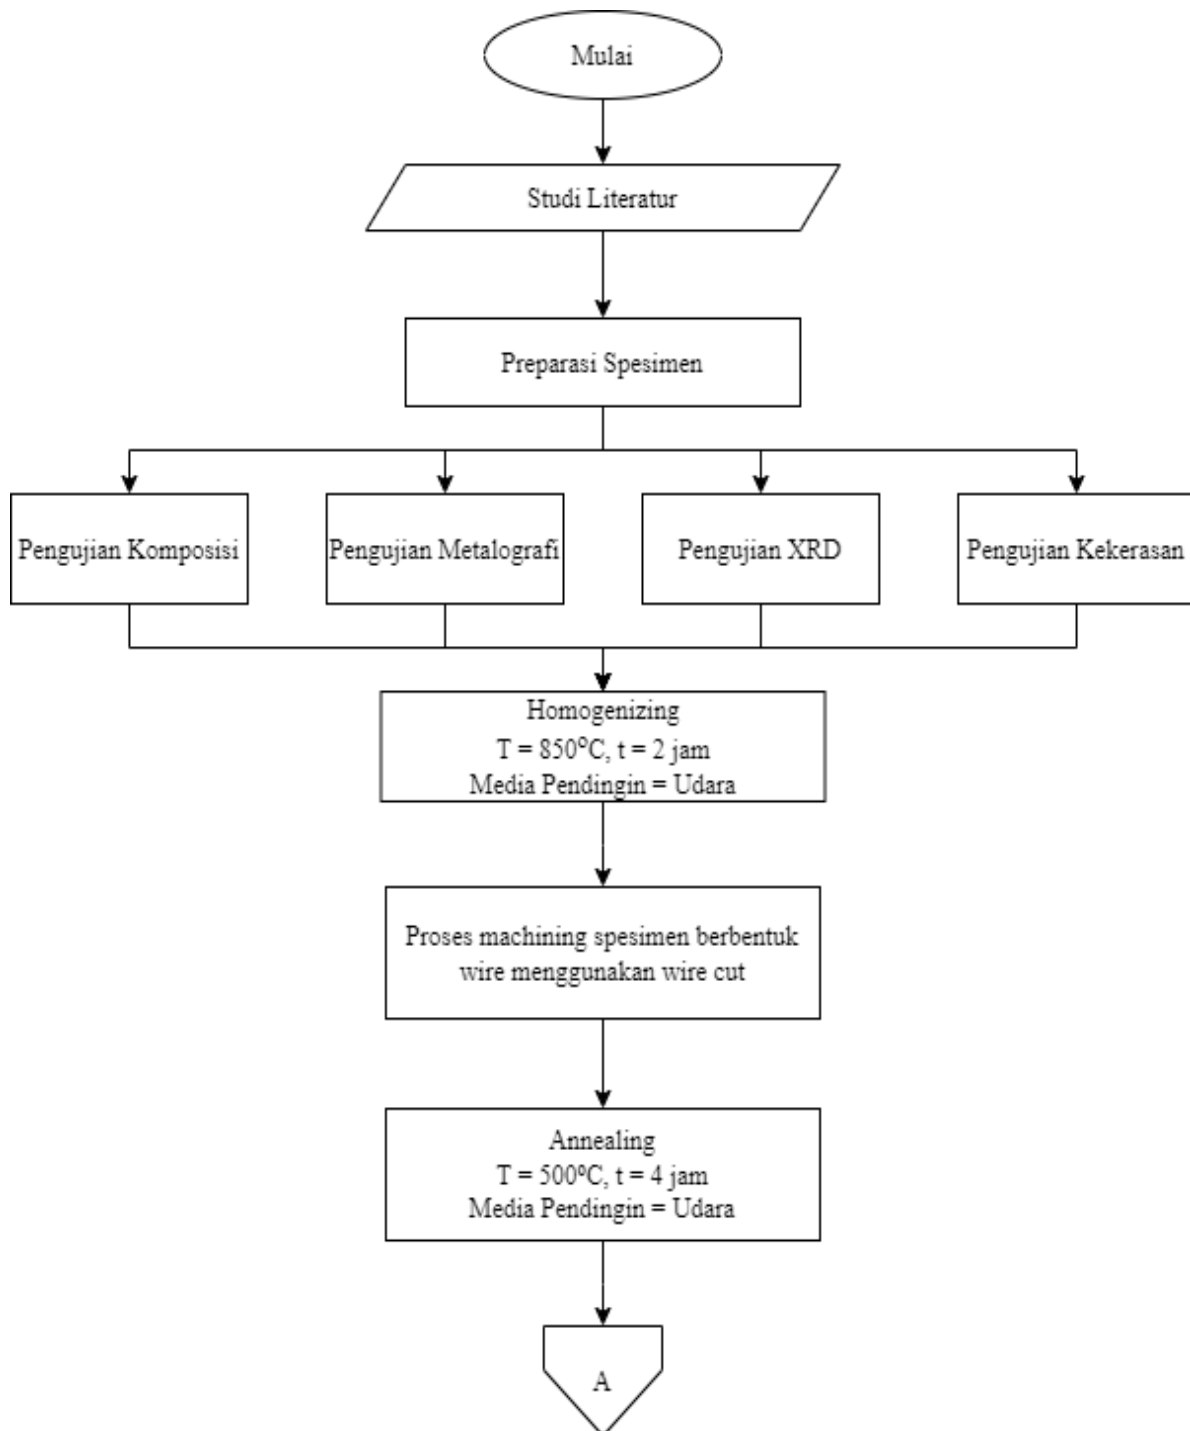 Mulai
Studi Literatur
Preparasi Spesimen
Pengujian Komposisi
Pengujian Metalografi
Pengujian XRD
Pengujian Kekerasan
Homogenizing
T = 850°C, t = 2 jam
Media Pendingin = Udara
Proses machining spesimen berbentuk
wire menggunakan wire cut
Annealing
T = 500ºC, t = 4 jam
Media Pendingin = Udara
A